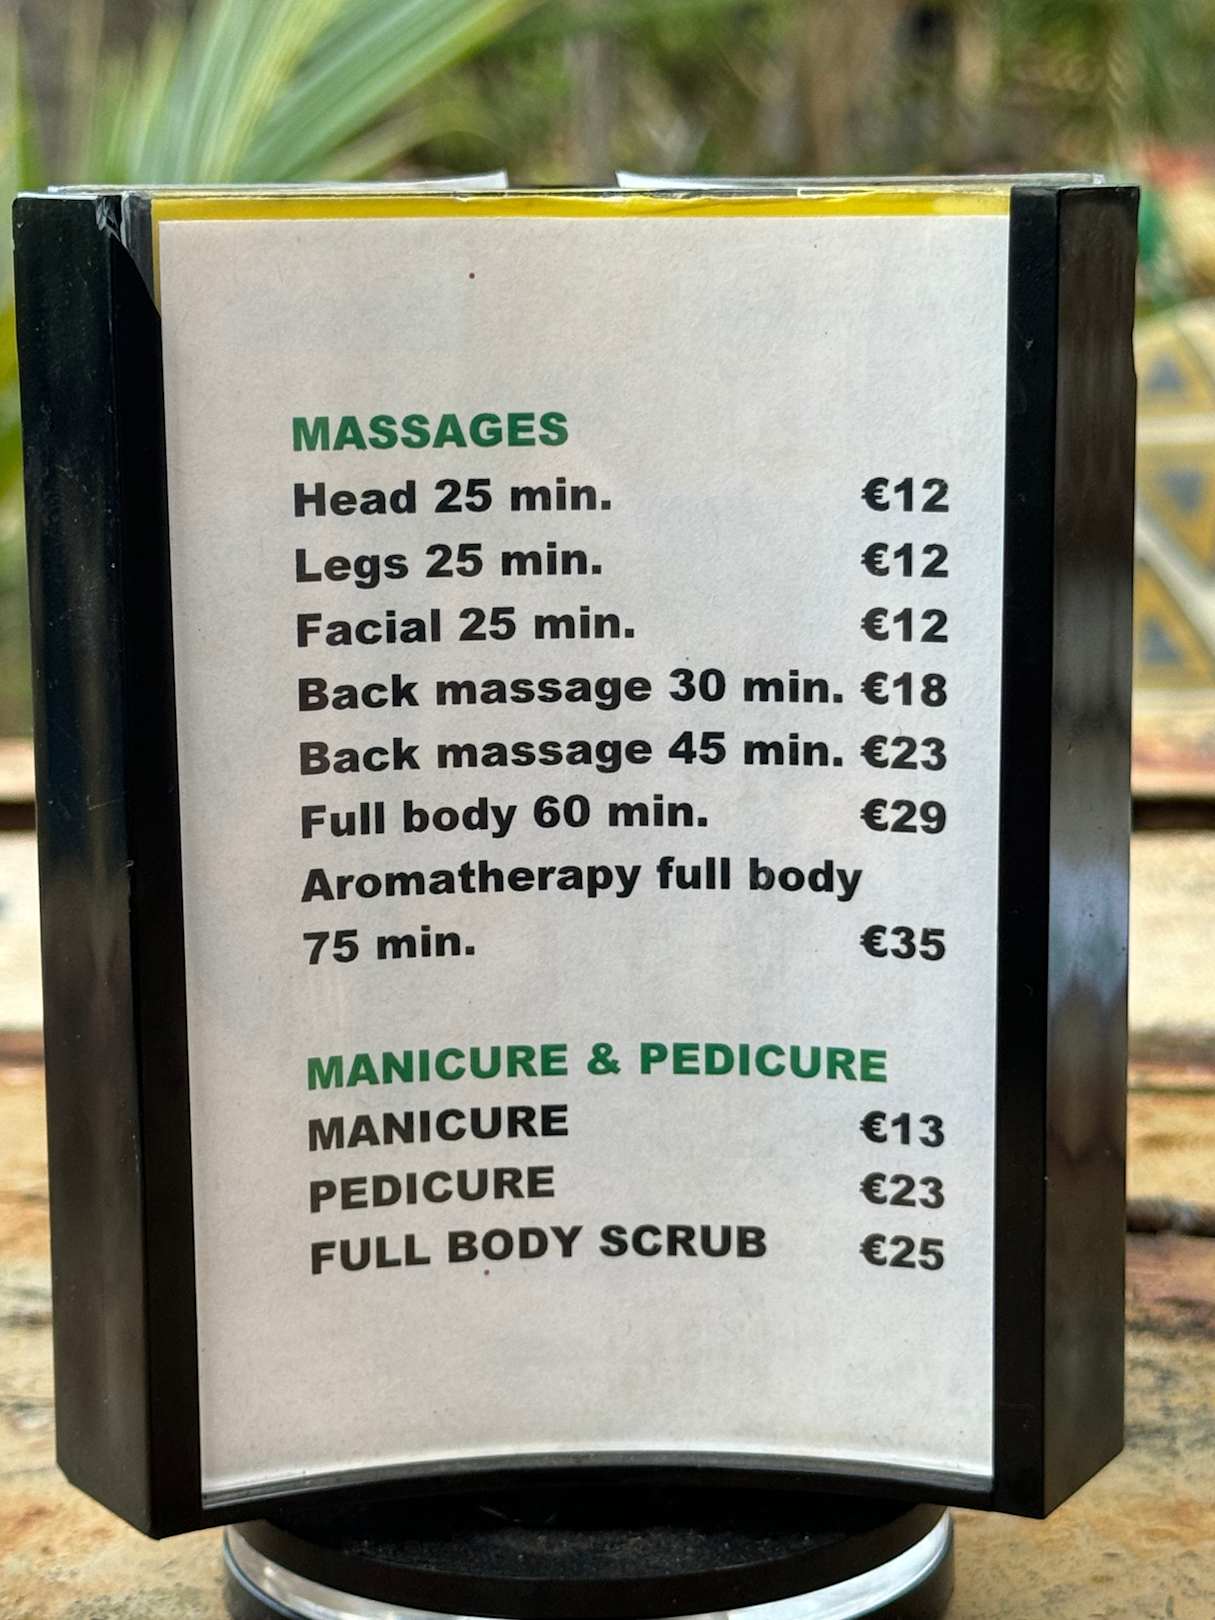 MASSAGES
Head 25 min. €12
Legs 25 min. €12
Facial 25 min. €12
Back massage 30 min. €18
Back massage 45 min. €23
Full body 60 min. €29
Aromatherapy full body
75 min. €35
MANICURE & PEDICURE
MANICURE €13
PEDICURE €23
FULL BODY SCRUB €25